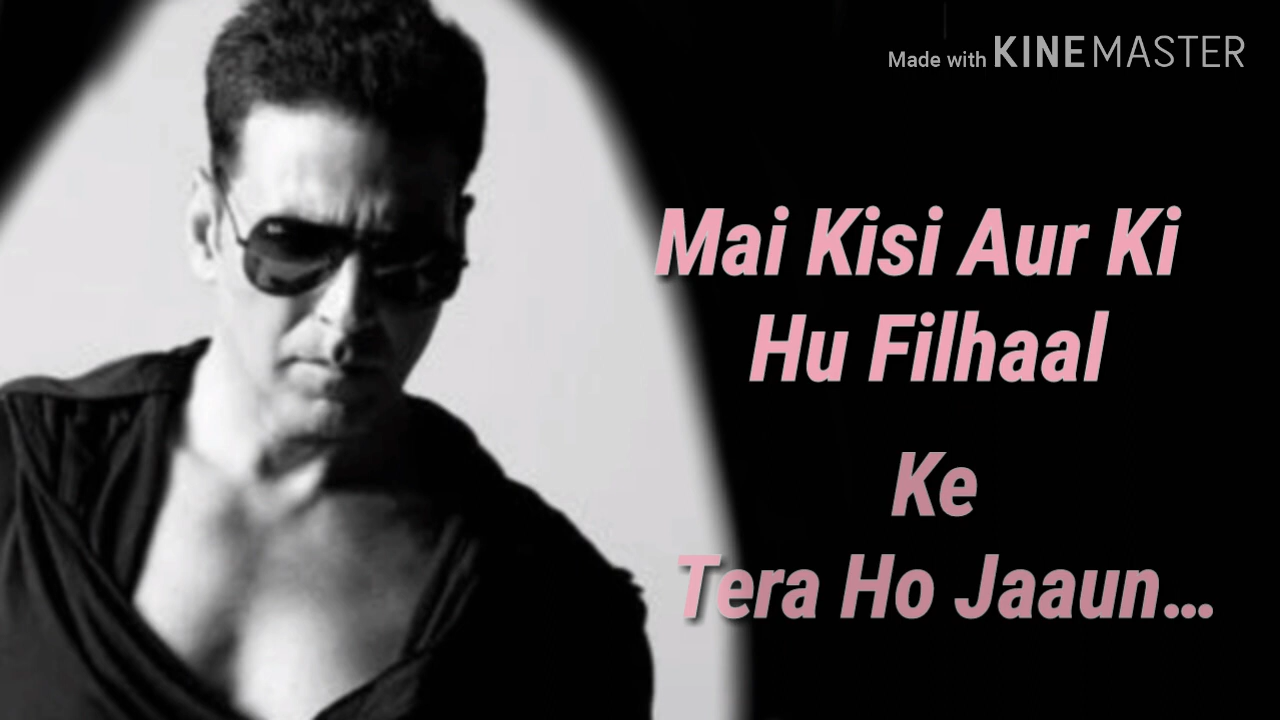 Made with KINEMASTER
Mai Kisi Aur Ki
Hu Filhaal
Ke
Tera Ho Jaaun...